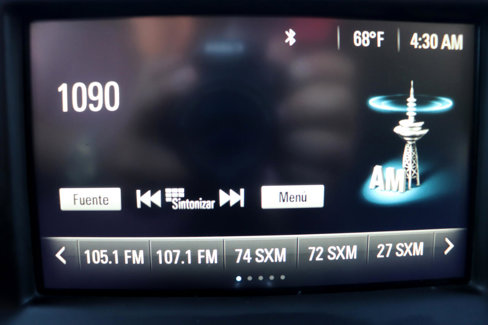 68°F
4:30 AM
1090
AM
Fuente
Sintonizar
Menú
105.1 FM
107.1 FM
74 SXM
72 SXM
27 SXM